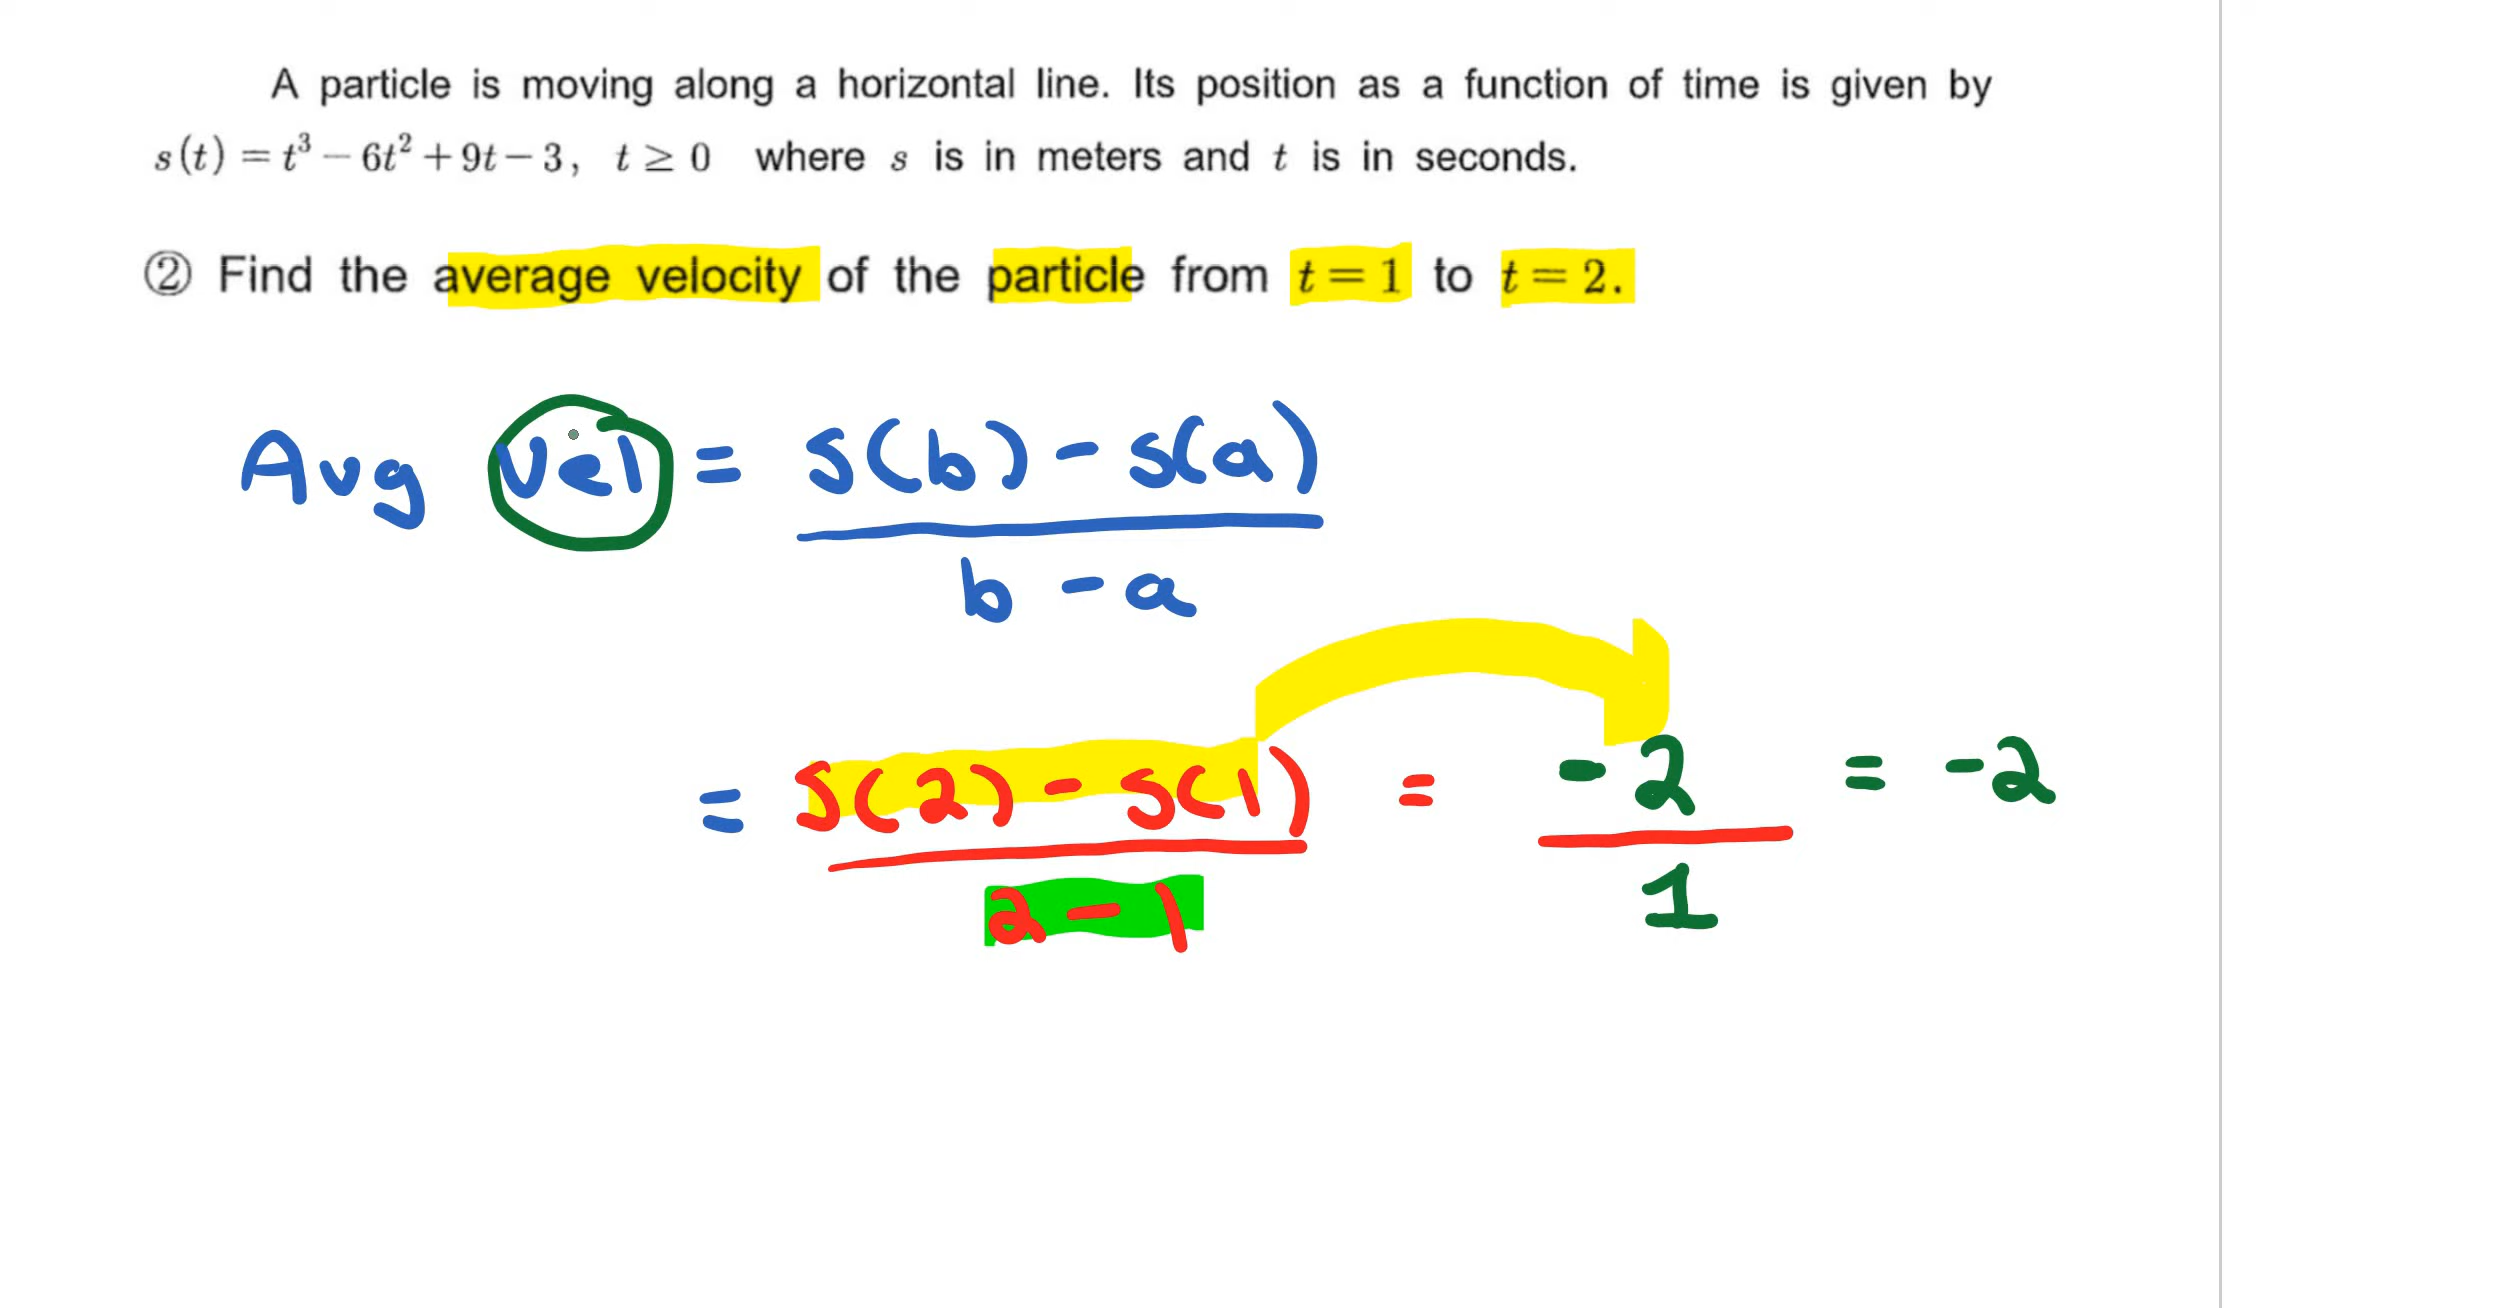 A particle is moving along a horizontal line. Its position as a function of time is given by
s(t) = t³ − 6t² + 9t − 3, t ≥ 0 where s is in meters and t is in seconds.
② Find the average velocity of the particle from t = 1 to t = 2.
Avg Vel = s(b) - s(a)
b - a
= s(2) - s(1) = -2 = -2
2 - 1 1